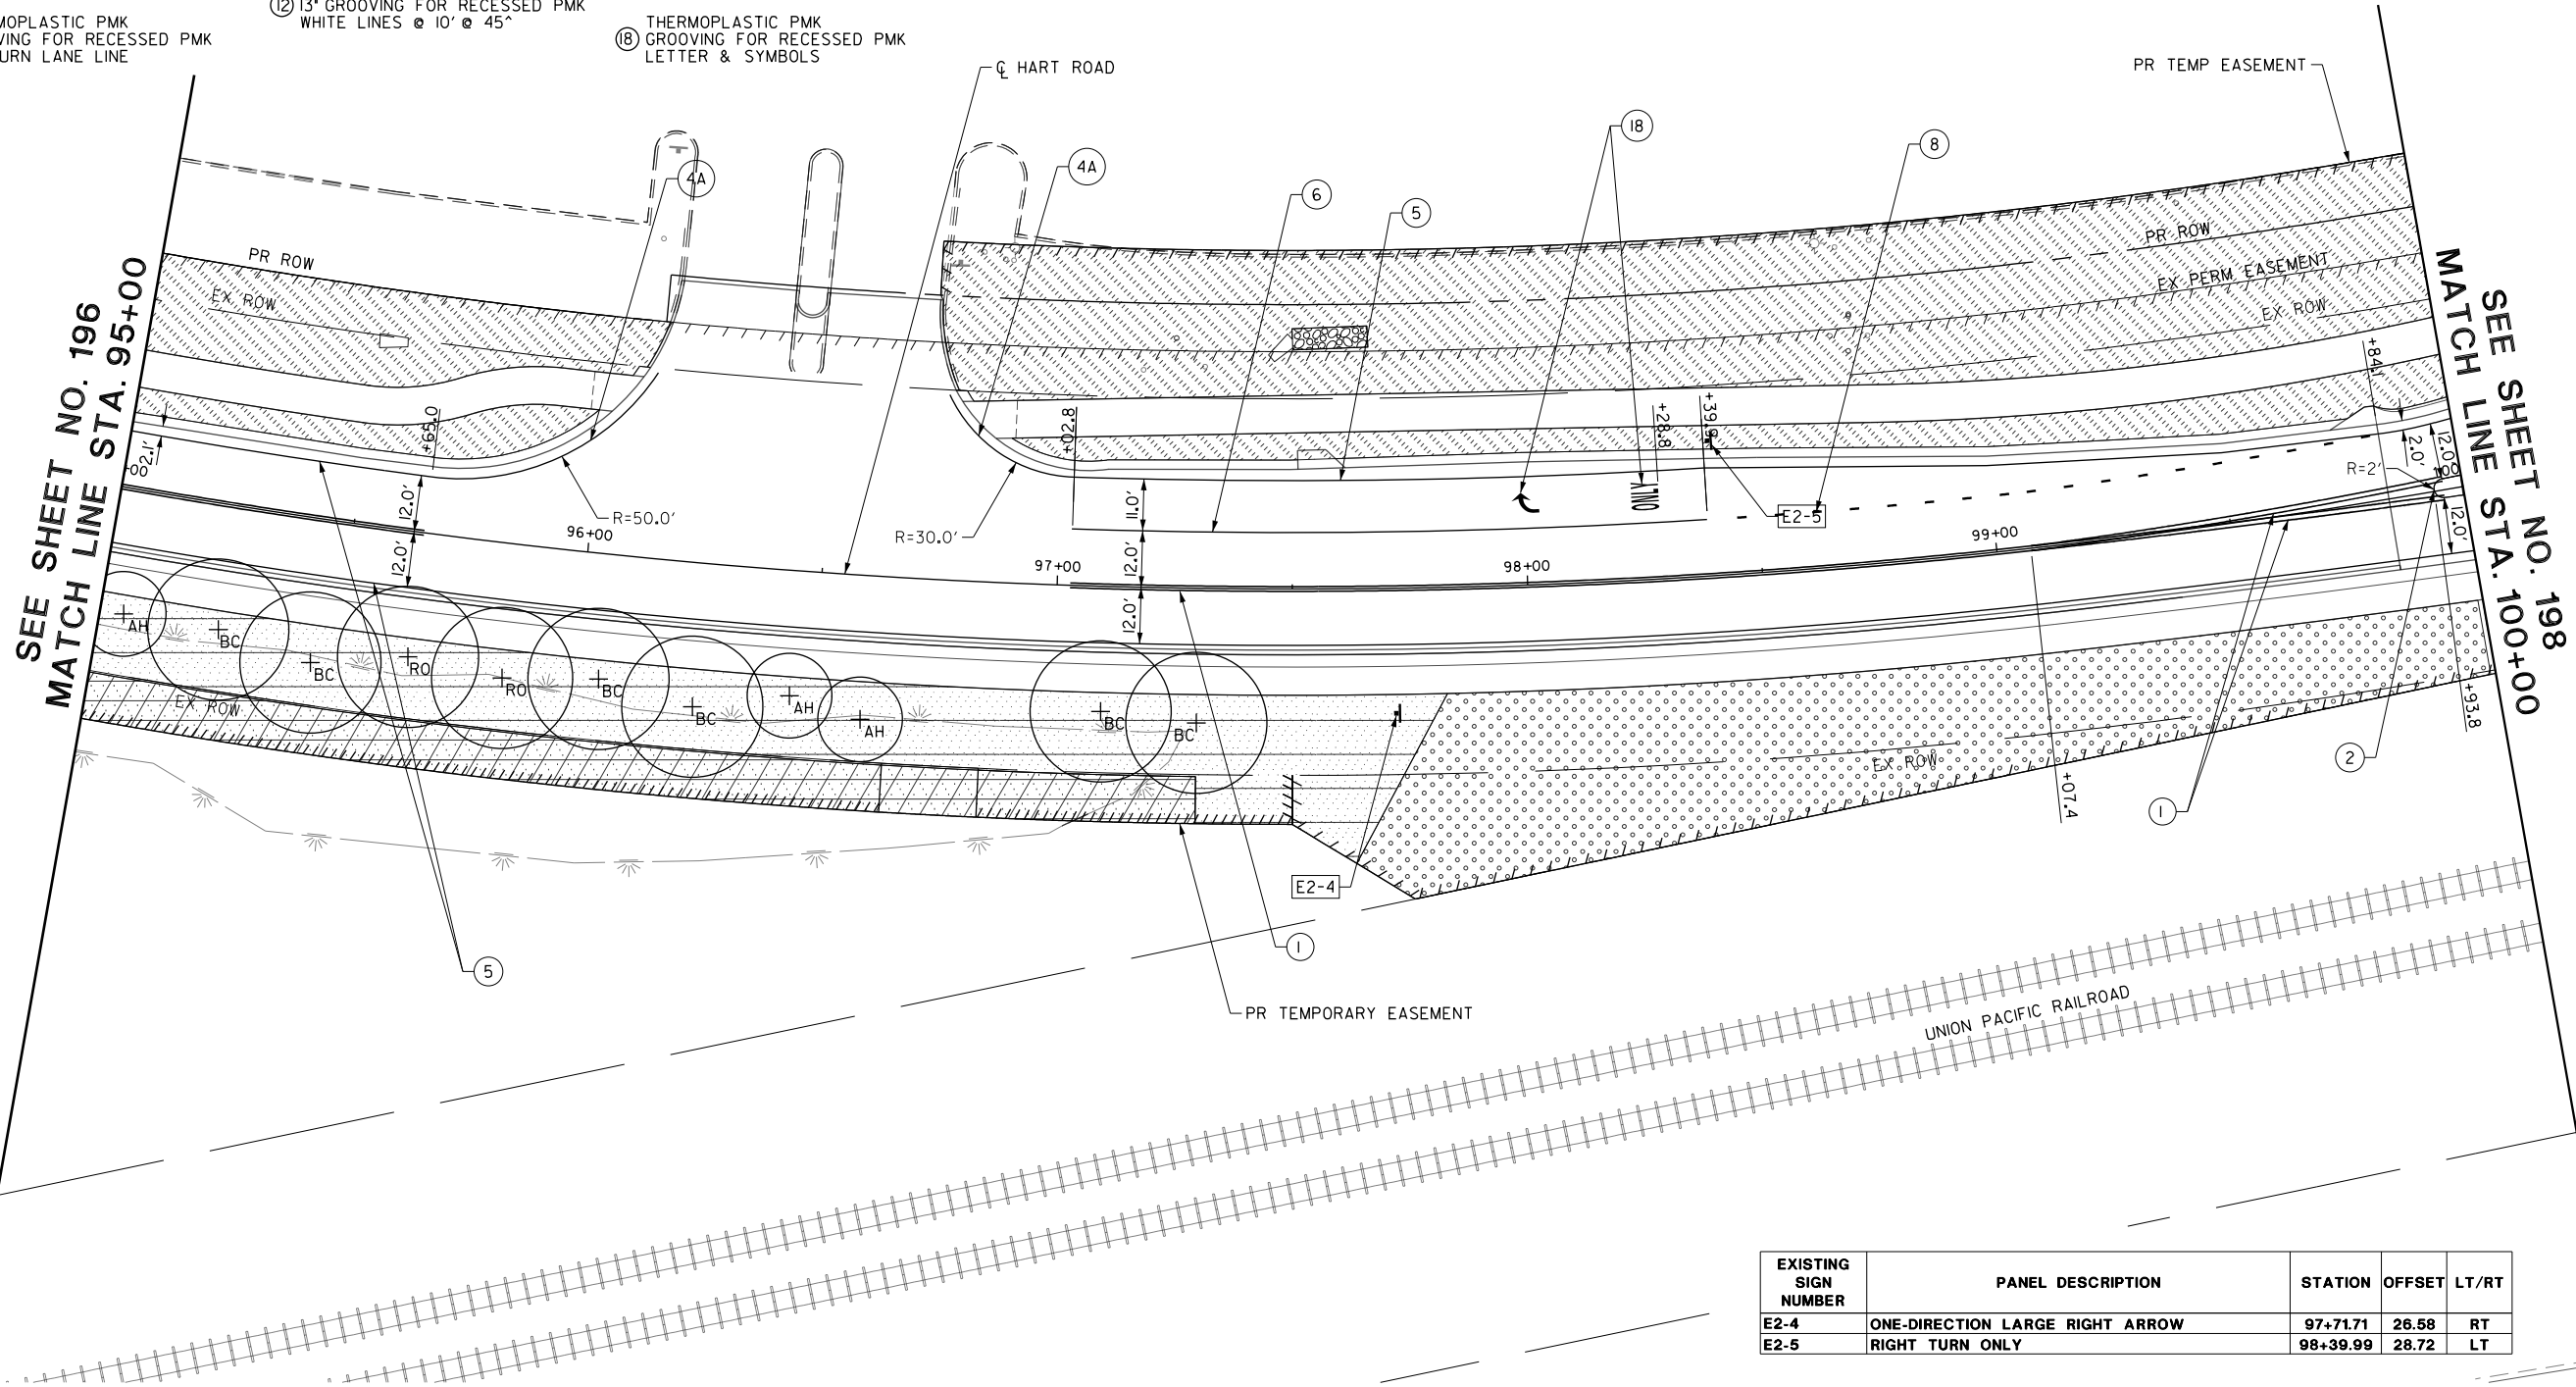 MOPLASTIC PMK
VING FOR RECESSED PMK
URN LANE LINE
12 13" GROOVING FOR RECESSED PMK
WHITE LINES @ 10' @ 45^
THERMOPLASTIC PMK
18 GROOVING FOR RECESSED PMK
LETTER & SYMBOLS
℄ HART ROAD
PR TEMP EASEMENT
18
8
4A
4A
6
5
SEE SHEET NO. 196
MATCH LINE STA. 95+00
PR ROW
EX ROW
PR ROW
EX PERM EASEMENT
EX ROW
SEE SHEET NO. 198
MATCH LINE STA. 100+00
+00
2.1'
+65.0
12.0'
12.0'
R=50.0'
96+00
R=30.0'
+02.8
11.0'
12.0'
12.0'
97+00
98+00
ONLY
+28.8
+39.9
E2-5
99+00
R=2'
2.0'
12.0'
100
12.0'
+93.8
+07.4
2
1
AH
BC
BC
RO
RO
BC
BC
AH
AH
BC
BC
EX ROW
EX ROW
E2-4
5
1
PR TEMPORARY EASEMENT
UNION PACIFIC RAILROAD
EXISTING SIGN NUMBER PANEL DESCRIPTION STATION OFFSET LT/RT
E2-4 ONE-DIRECTION LARGE RIGHT ARROW 97+71.71 26.58 RT
E2-5 RIGHT TURN ONLY 98+39.99 28.72 LT